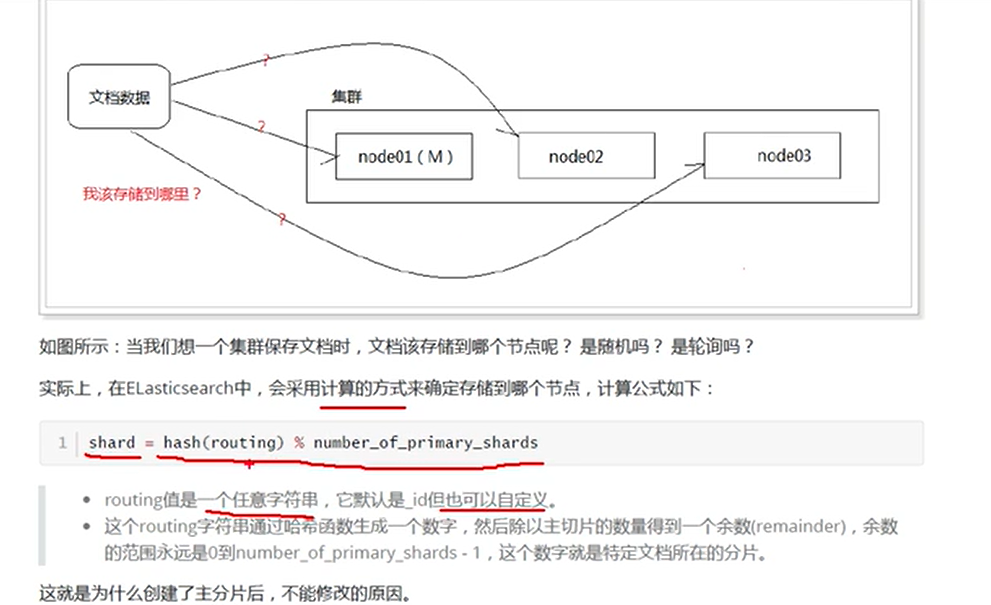 ?
文档数据
集群
?
node01（M）
node02
node03
我该存储到哪里？
?
如图所示：当我们想一个集群保存文档时，文档该存储到哪个节点呢？ 是随机吗？ 是轮询吗？
实际上，在ELasticsearch中，会采用计算的方式来确定存储到哪个节点，计算公式如下：
1 shard = hash(routing) % number_of_primary_shards
• routing值是一个任意字符串，它默认是_id但也可以自定义。
• 这个routing字符串通过哈希函数生成一个数字，然后除以主切片的数量得到一个余数(remainder)，余数
的范围永远是0到number_of_primary_shards - 1，这个数字就是特定文档所在的分片。
这就是为什么创建了主分片后，不能修改的原因。